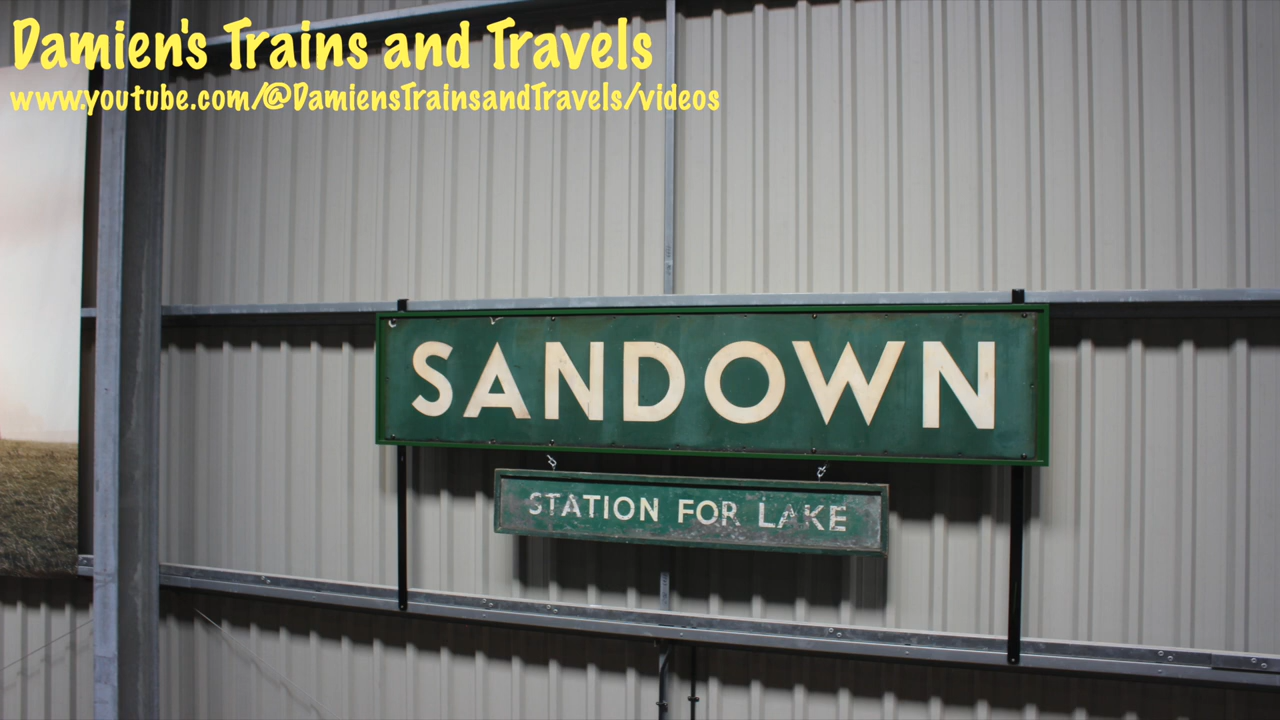 Damien's Trains and Travels
www.youtube.com/@DamiensTrainsandTravels/videos
SANDOWN
STATION FOR LAKE